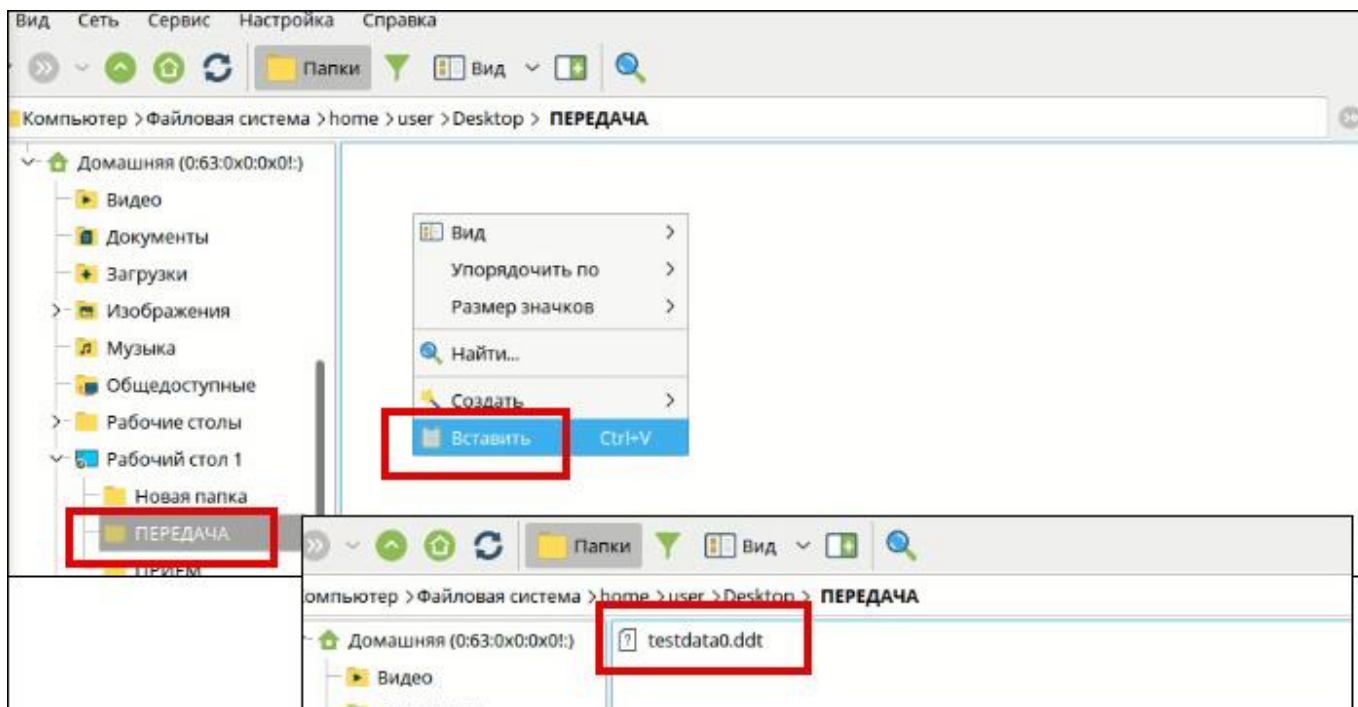 Вид Сеть Сервис Настройка Справка
Папки Вид
Компьютер > Файловая система > home > user > Desktop > ПЕРЕДАЧА
Домашняя (0:63:0x0:0x0!:)
Видео
Документы
Загрузки
Изображения
Музыка
Общедоступные
Рабочие столы
Рабочий стол 1
Новая папка
ПЕРЕДАЧА
ПРИЕМ
Вид >
Упорядочить по >
Размер значков >
Найти...
Создать >
Вставить Ctrl+V
Папки Вид
омпьютер > Файловая система > home > user > Desktop > ПЕРЕДАЧА
Домашняя (0:63:0x0:0x0!:)
Видео
testdata0.ddt